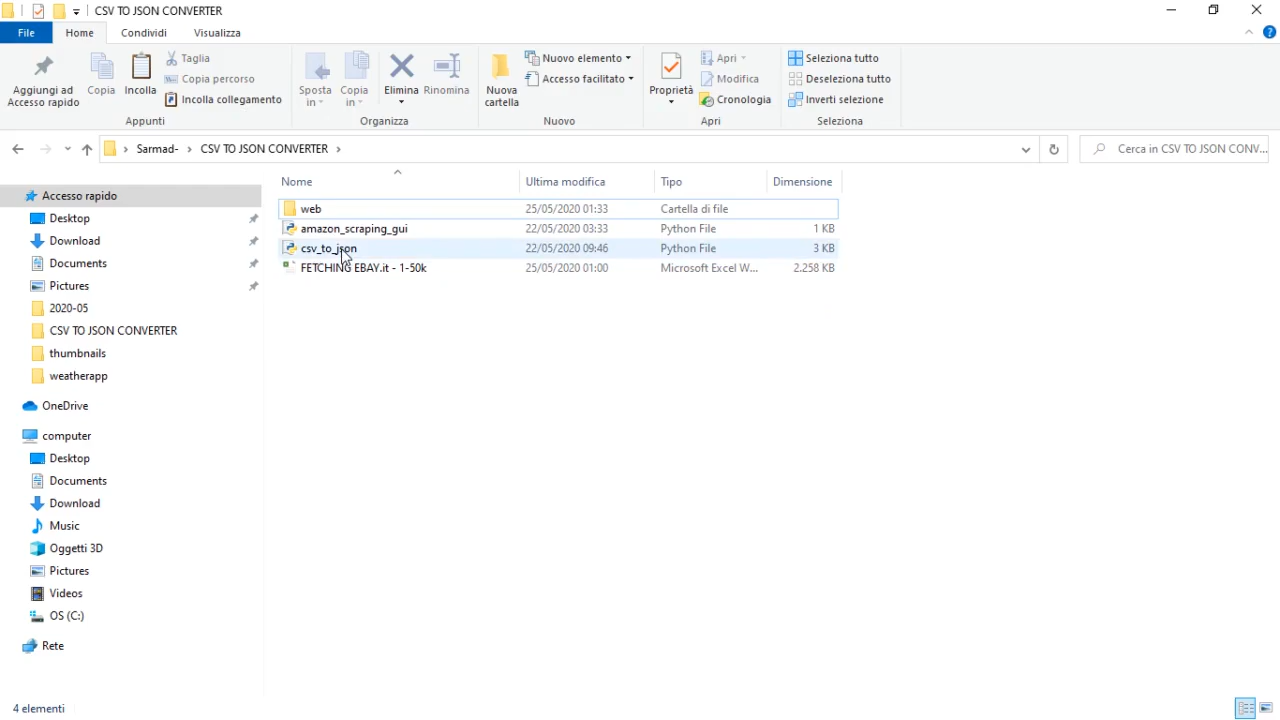 CSV TO JSON CONVERTER
File Home Condividi Visualizza
Aggiungi ad Accesso rapido
Copia
Incolla
Taglia
Copia percorso
Incolla collegamento
Appunti
Sposta in
Copia in
Elimina
Rinomina
Organizza
Nuova cartella
Nuovo elemento
Accesso facilitato
Nuovo
Proprietà
Apri
Modifica
Cronologia
Apri
Seleziona tutto
Deseleziona tutto
Inverti selezione
Seleziona
Sarmad- CSV TO JSON CONVERTER
Cerca in CSV TO JSON CONV...
Accesso rapido
Desktop
Download
Documents
Pictures
2020-05
CSV TO JSON CONVERTER
thumbnails
weatherapp
OneDrive
computer
Desktop
Documents
Download
Music
Oggetti 3D
Pictures
Videos
OS (C:)
Rete
Nome Ultima modifica Tipo Dimensione
web 25/05/2020 01:33 Cartella di file
amazon_scraping_gui 22/05/2020 03:33 Python File 1 KB
csv_to_json 22/05/2020 09:46 Python File 3 KB
FETCHING EBAY.it - 1-50k 25/05/2020 01:00 Microsoft Excel W... 2.258 KB
4 elementi